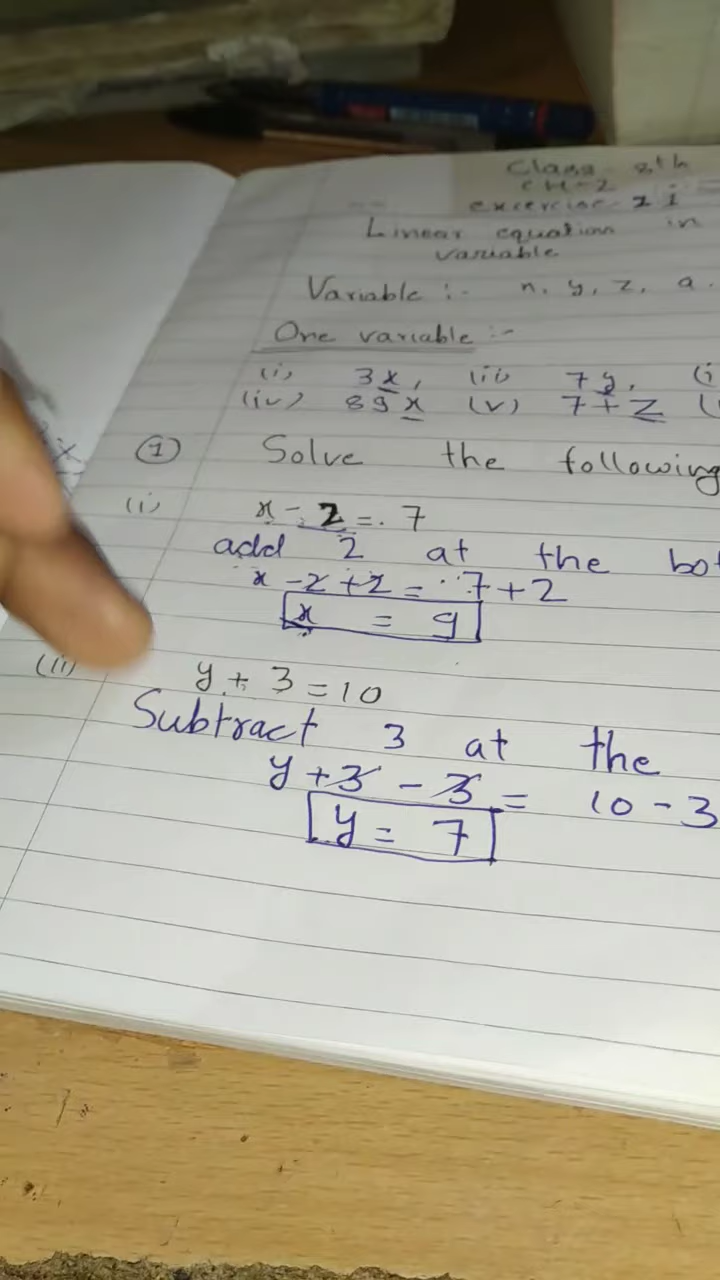 Class 8th
CH-2
excercise 2.1
Linear equation in
variable
Variable :- x, y, z, a.
One variable :-
(i) 3x, (ii) 7y, (i
(iv) 89x (v) 7+z (
① Solve the following
(i) x - 2 = 7
add 2 at the bot
x - 2 + 2 = 7 + 2
x = 9
(ii) y + 3 = 10
Subtract 3 at the
y + 3 - 3 = 10 - 3
y = 7